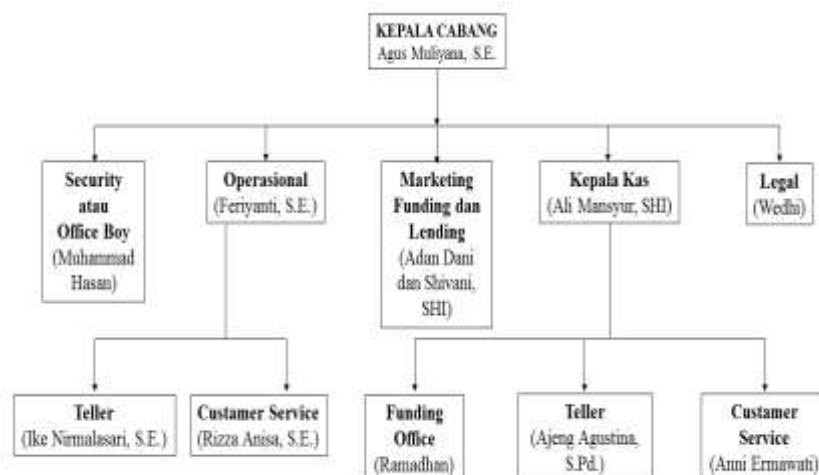 KEPALA CABANG
Agus Muliyana, S.E.
Security
atau
Office Boy
(Muhammad
Hasan)
Operasional
(Feriyanti, S.E.)
Marketing
Funding dan
Lending
(Adan Dani
dan Shivani,
SHI)
Kepala Kas
(Ali Mansyur, SHI)
Legal
(Wedhi)
Teller
(Ike Nirmalasari, S.E.)
Custamer Service
(Rizza Anisa, S.E.)
Funding
Office
(Ramadhan)
Teller
(Ajeng Agustina,
S.Pd.)
Custamer
Service
(Anni Ermawati)